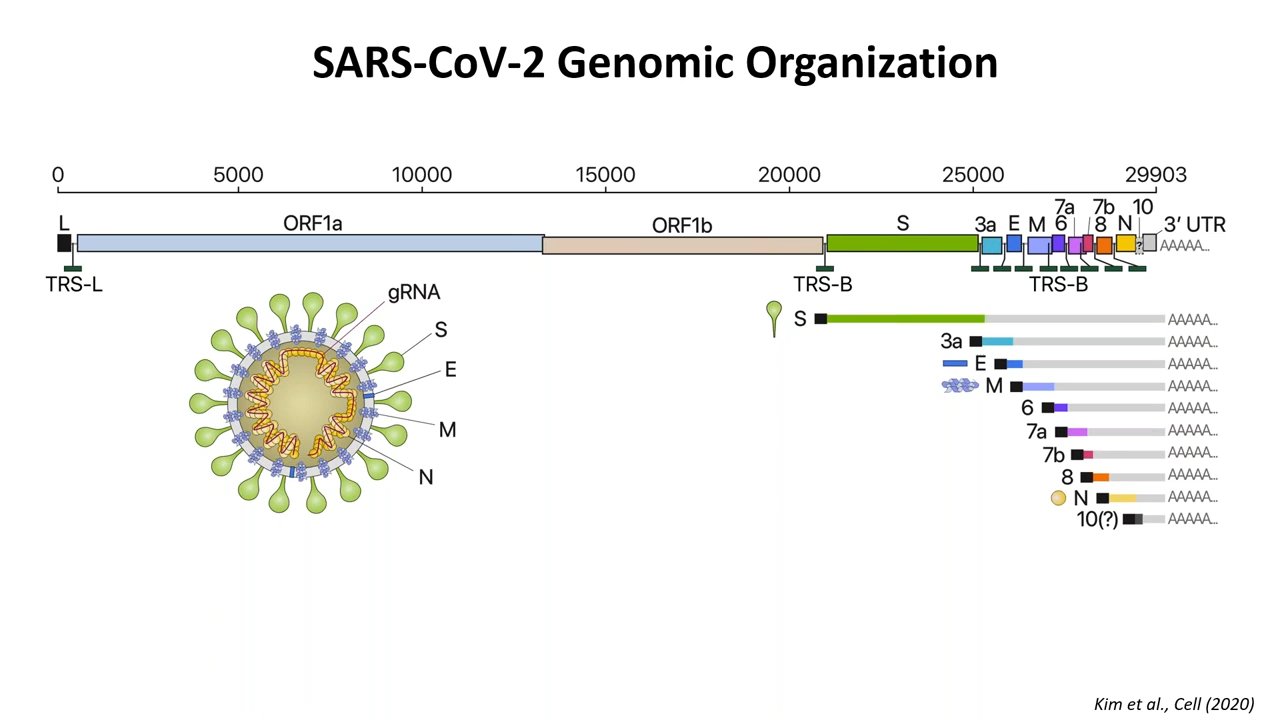 SARS-CoV-2 Genomic Organization
0 5000 10000 15000 20000 25000 29903
7a 7b 10
L ORF1a ORF1b S 3a E M 6 8 N 3’ UTR
? AAAAA...
TRS-L TRS-B TRS-B
gRNA
S
E
M
N
S AAAAA...
3a AAAAA...
E AAAAA...
M AAAAA...
6 AAAAA...
7a AAAAA...
7b AAAAA...
8 AAAAA...
N AAAAA...
10(?) AAAAA...
Kim et al., Cell (2020)